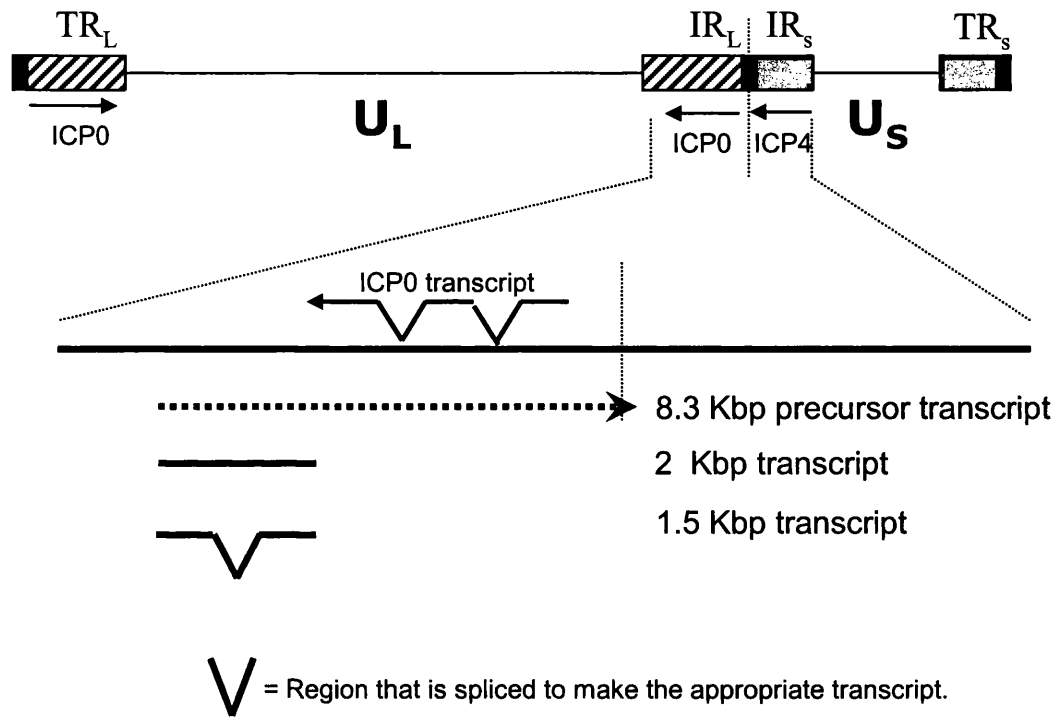 TRL IRL IRs TRs
ICP0 UL ICP0 ICP4 US
ICP0 transcript
8.3 Kbp precursor transcript
2 Kbp transcript
1.5 Kbp transcript
V = Region that is spliced to make the appropriate transcript.